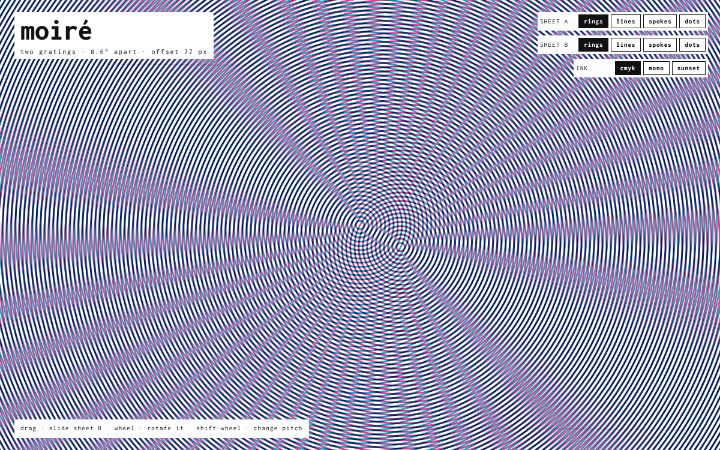 moiré
two gratings · 0.6° apart · offset 77 px
SHEET A rings lines spokes dots
SHEET B rings lines spokes dots
INK cmyk mono sunset
drag · slide sheet B wheel · rotate it shift-wheel · change pitch